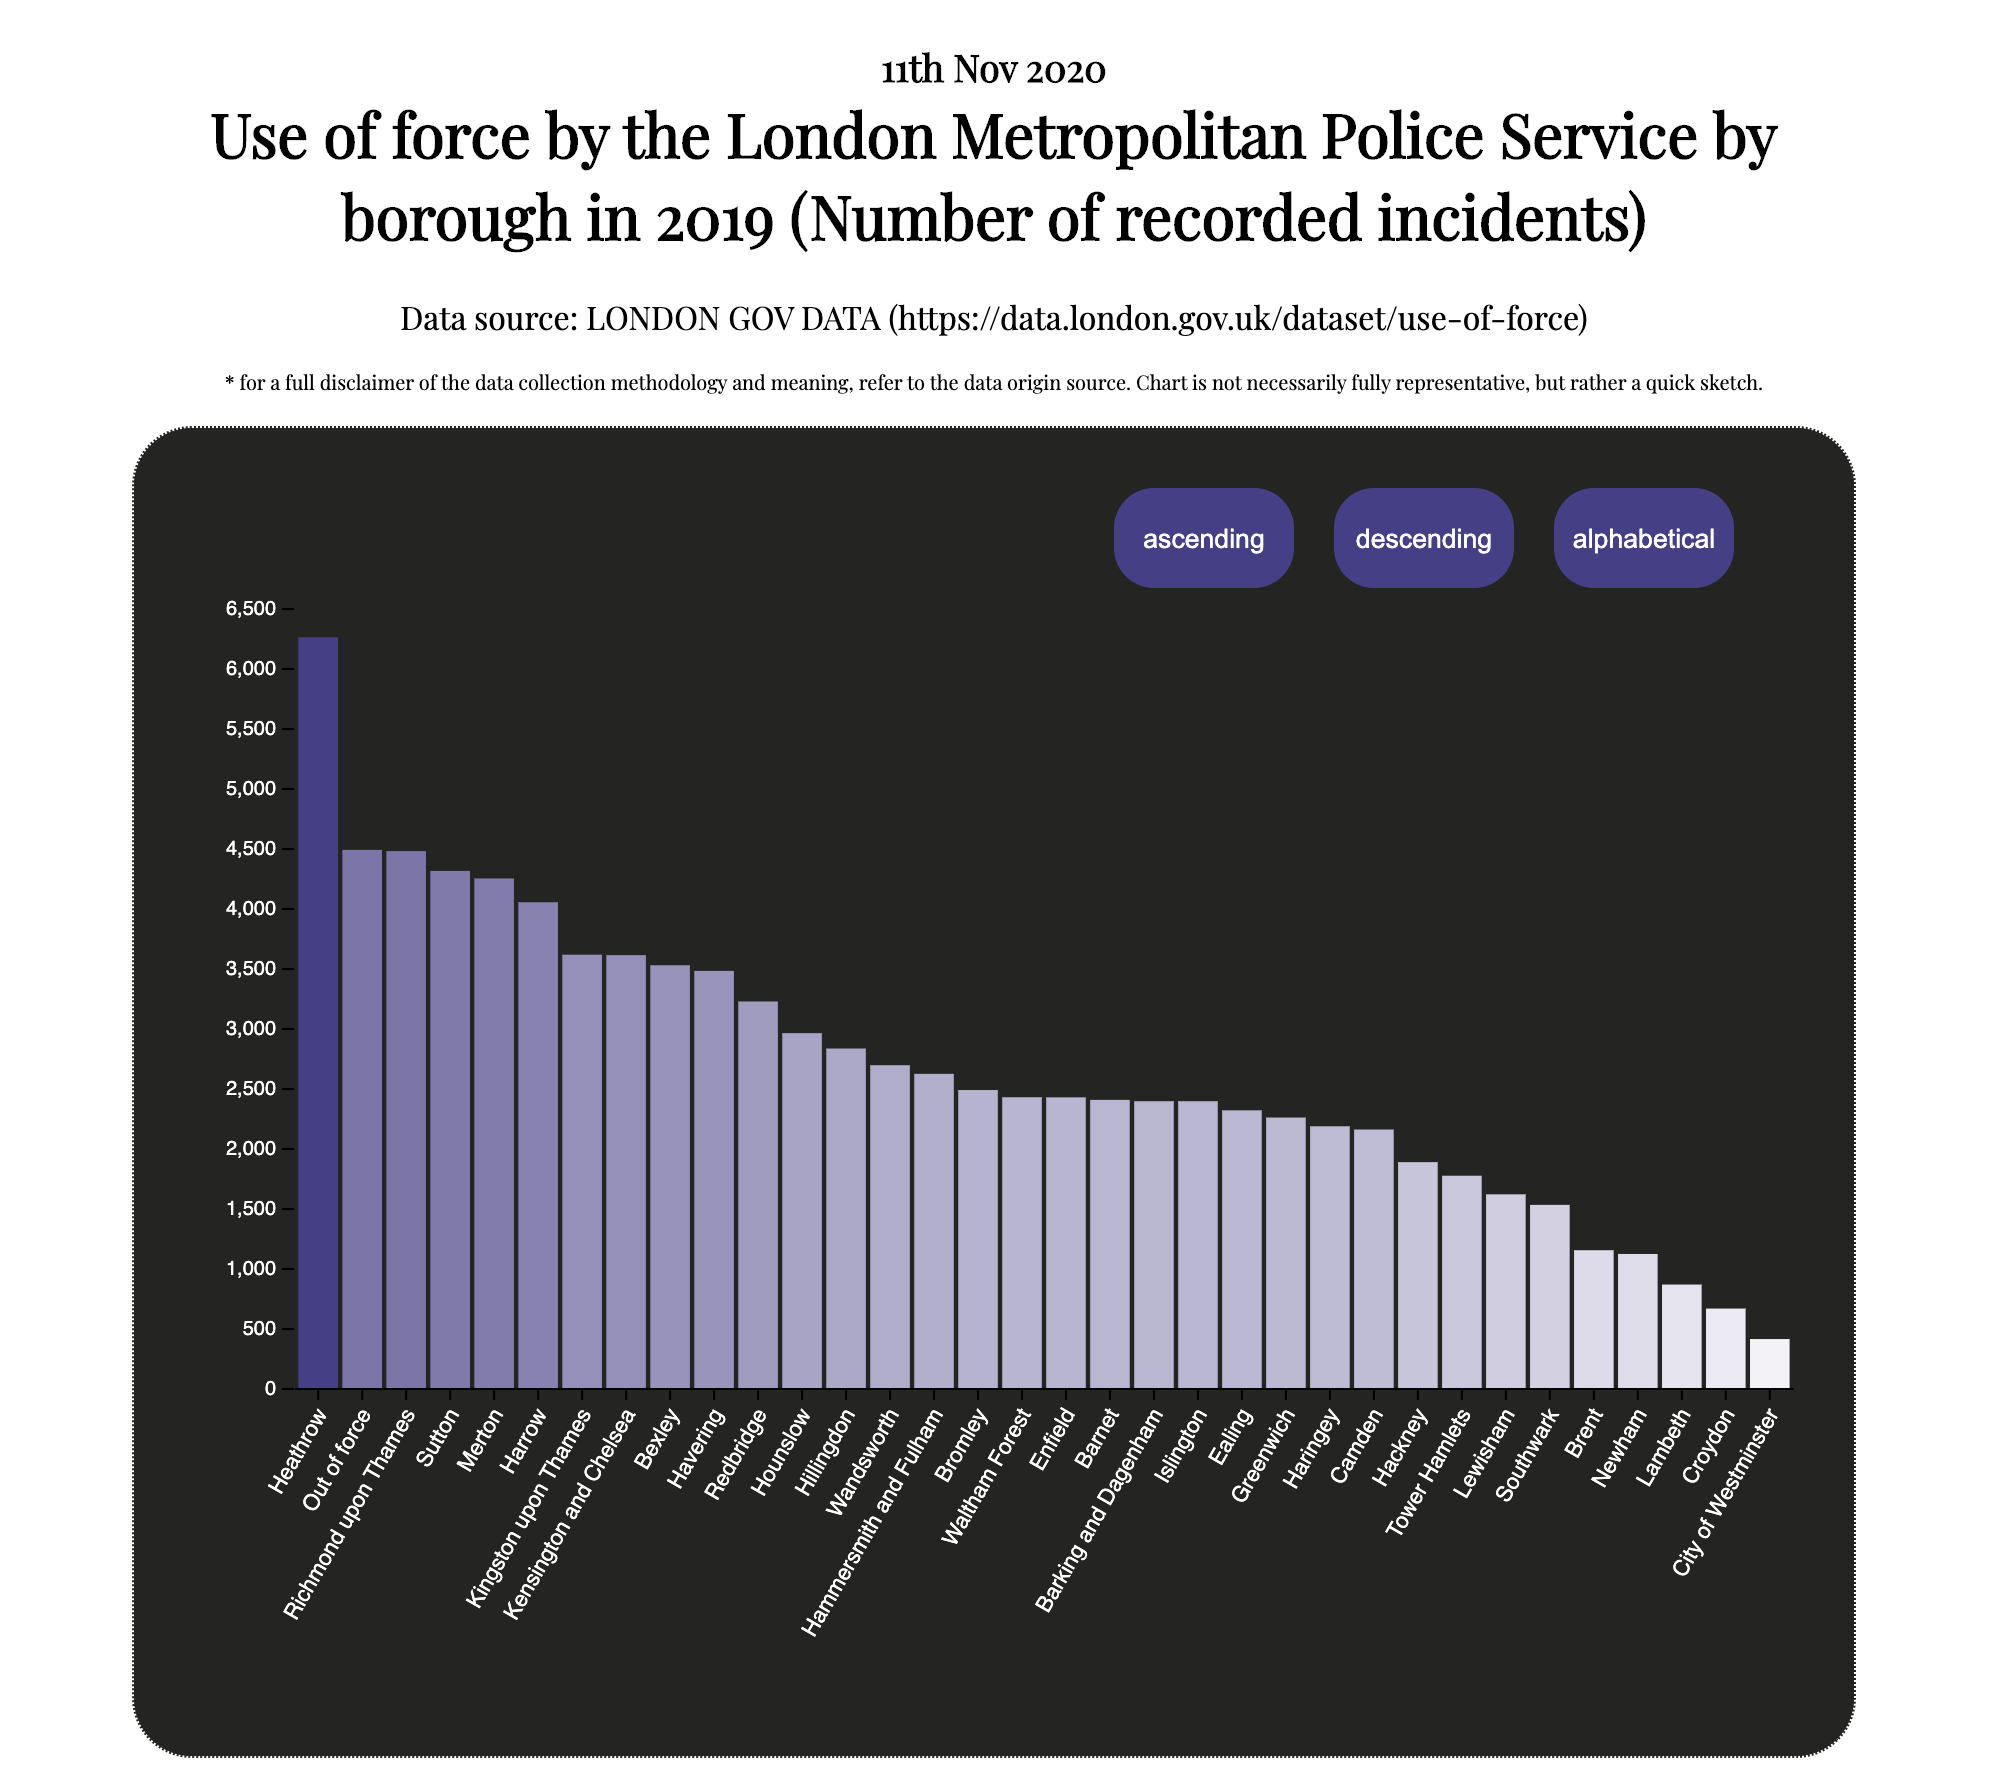 11th Nov 2020
Use of force by the London Metropolitan Police Service by
borough in 2019 (Number of recorded incidents)
Data source: LONDON GOV DATA (https://data.london.gov.uk/dataset/use-of-force)
* for a full disclaimer of the data collection methodology and meaning, refer to the data origin source. Chart is not necessarily fully representative, but rather a quick sketch.
ascending
descending
alphabetical
6,500
6,000
5,500
5,000
4,500
4,000
3,500
3,000
2,500
2,000
1,500
1,000
500
0
Heathrow
Out of force
Richmond upon Thames
Sutton
Merton
Harrow
Kingston upon Thames
Kensington and Chelsea
Bexley
Havering
Redbridge
Hounslow
Hillingdon
Wandsworth
Hammersmith and Fulham
Bromley
Waltham Forest
Enfield
Barnet
Barking and Dagenham
Islington
Ealing
Greenwich
Haringey
Camden
Hackney
Tower Hamlets
Lewisham
Southwark
Brent
Newham
Lambeth
Croydon
City of Westminster